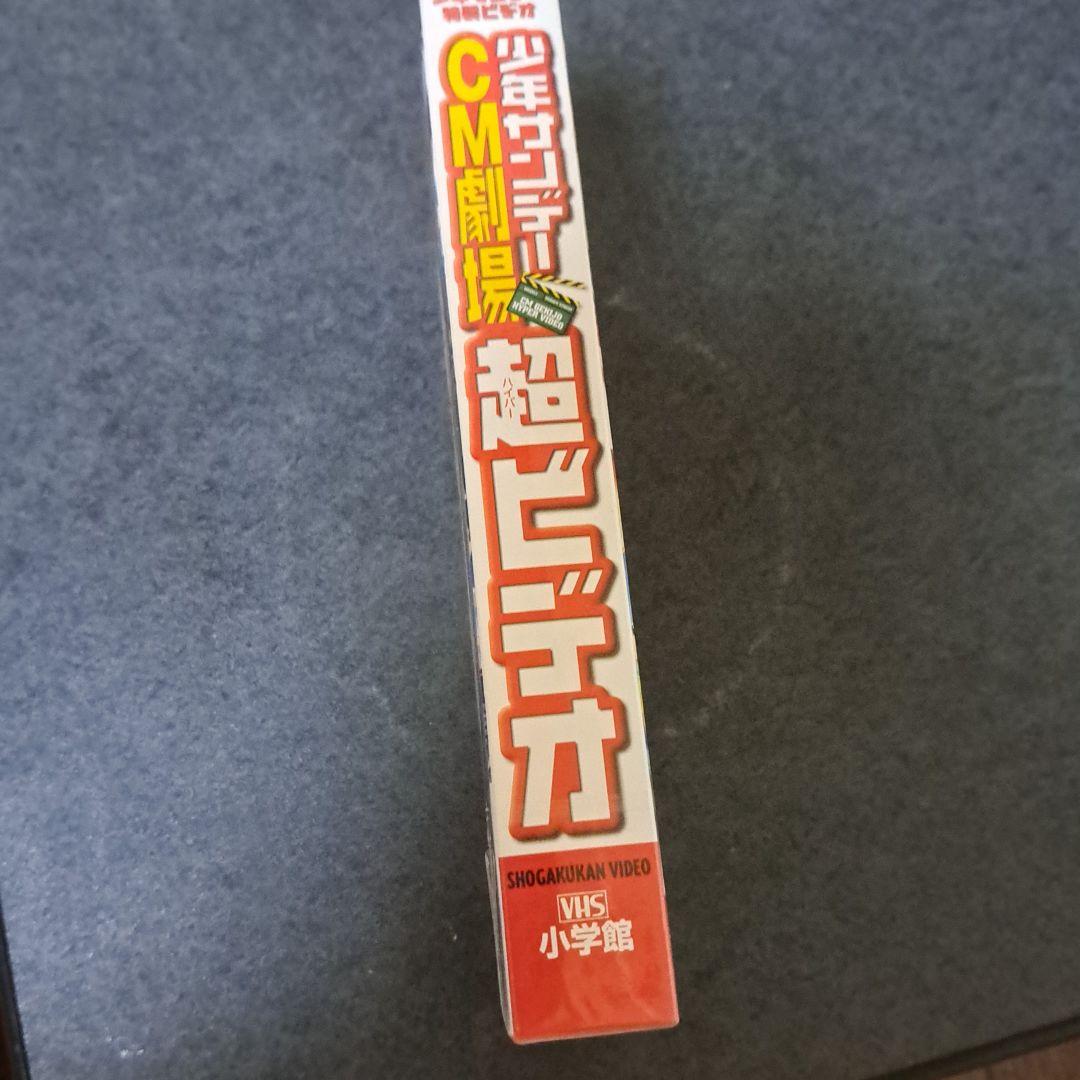 特製ビデオ
少年サンデー
CM劇場
CM GEKIJO
HYPER VIDEO
超ビデオ
ハイパー
SHOGAKUKAN VIDEO
VHS
小学館